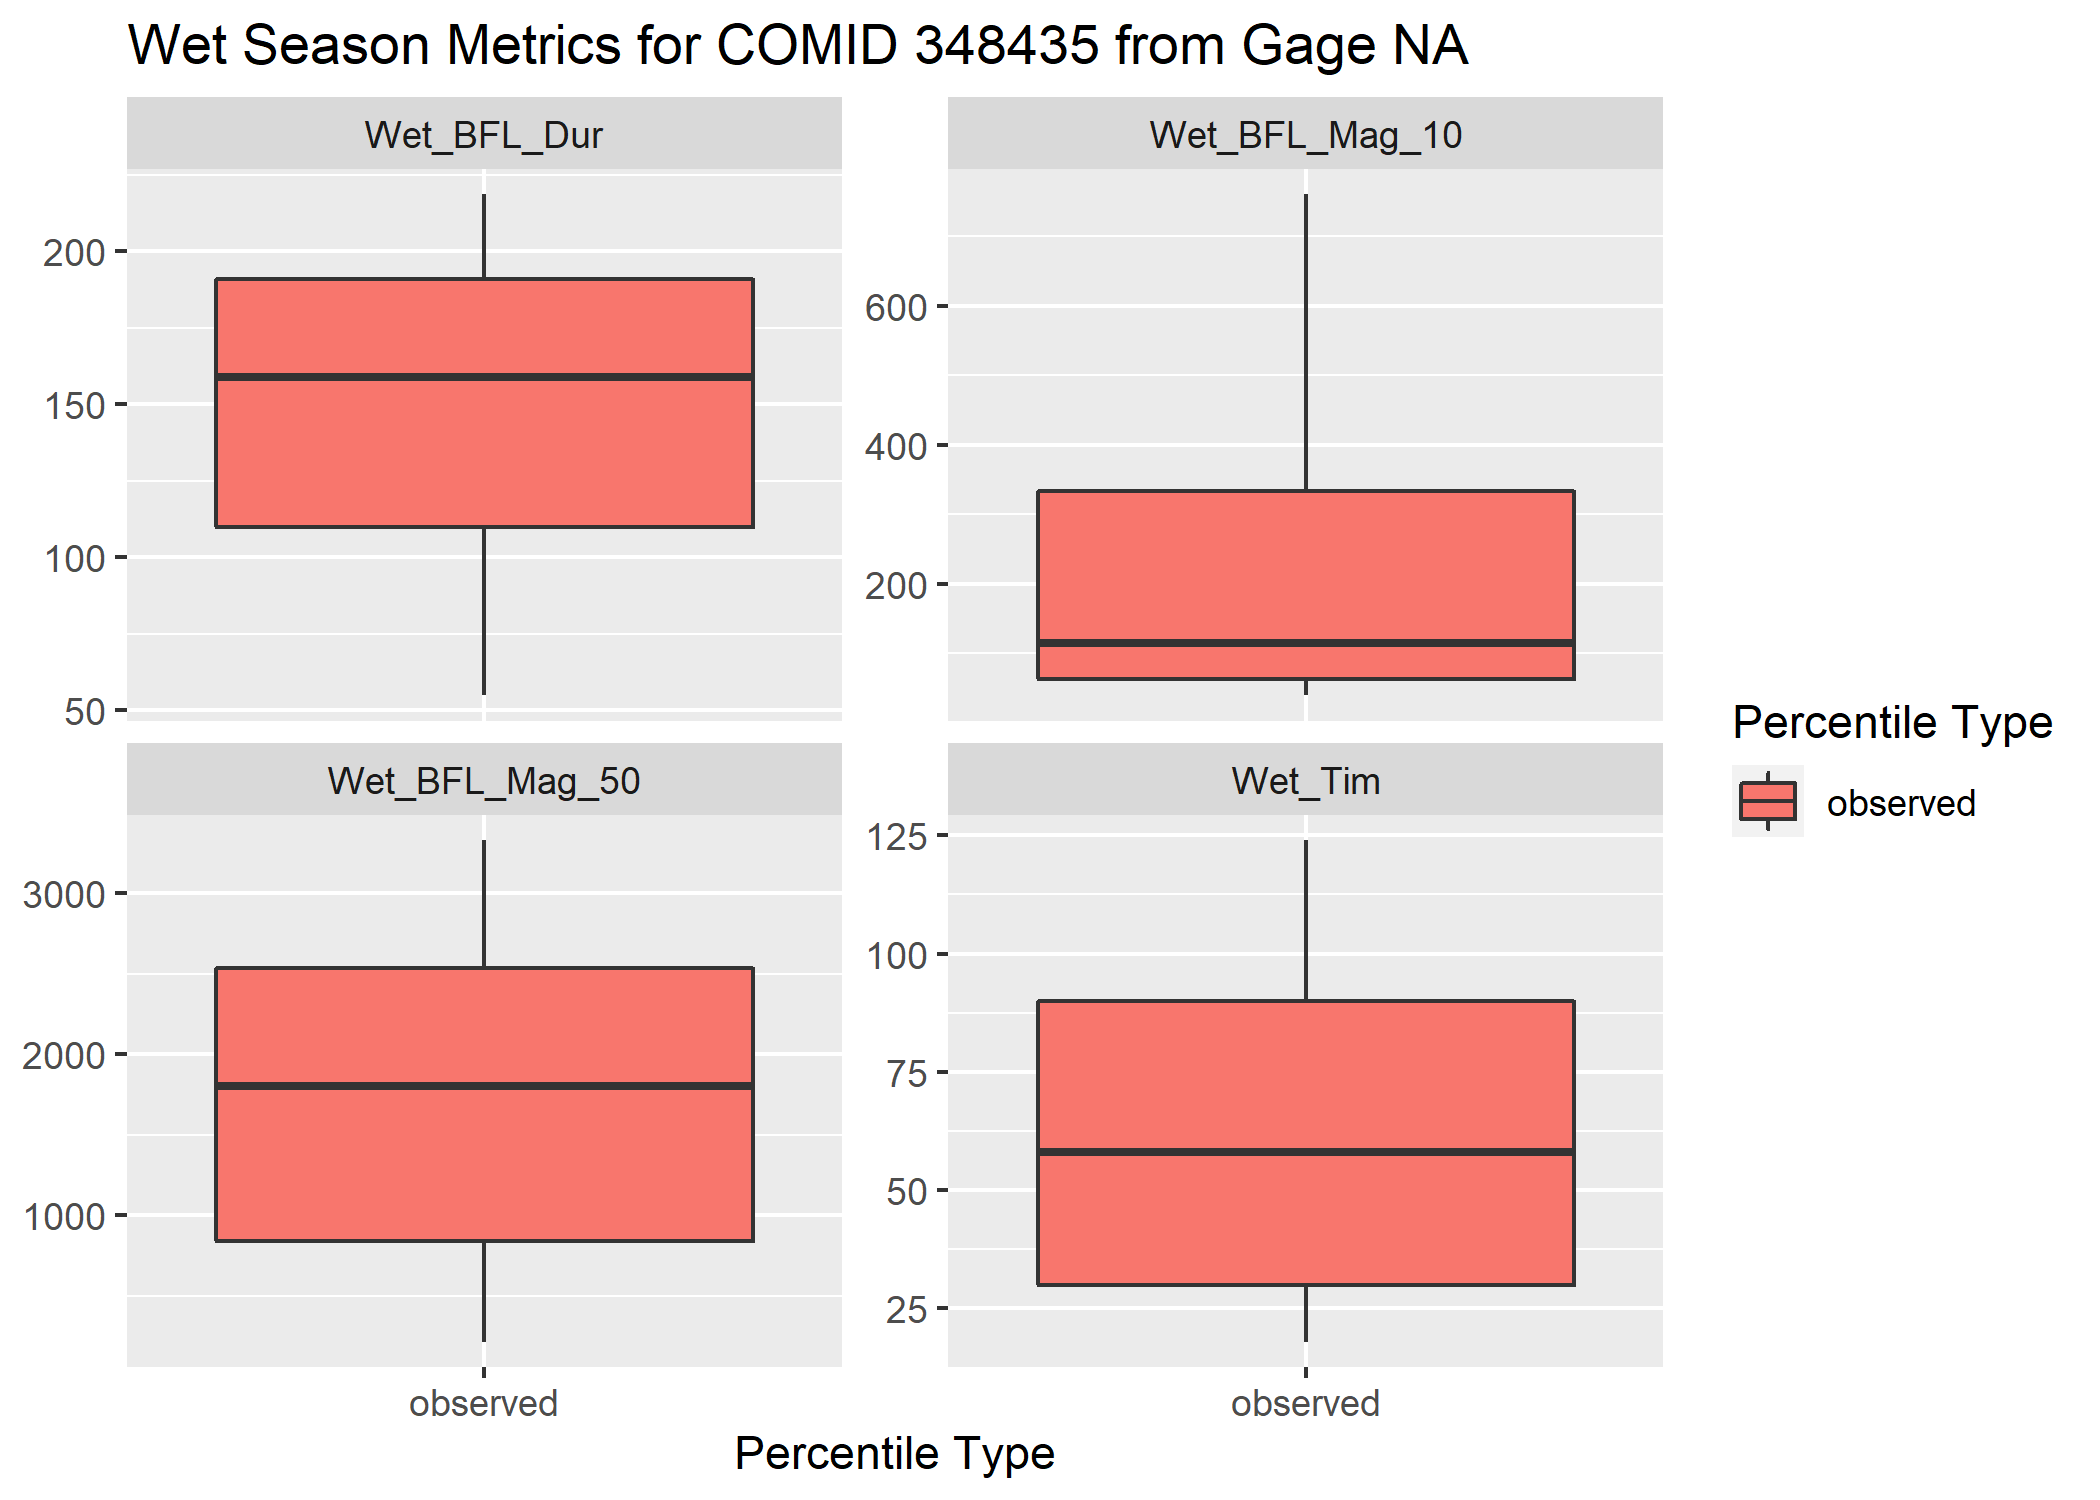 Wet Season Metrics for COMID 348435 from Gage NA
Wet_BFL_Dur
200
150
100
50
Wet_BFL_Mag_10
600
400
200
Wet_BFL_Mag_50
3000
2000
1000
observed
Wet_Tim
125
100
75
50
25
observed
Percentile Type
Percentile Type
observed